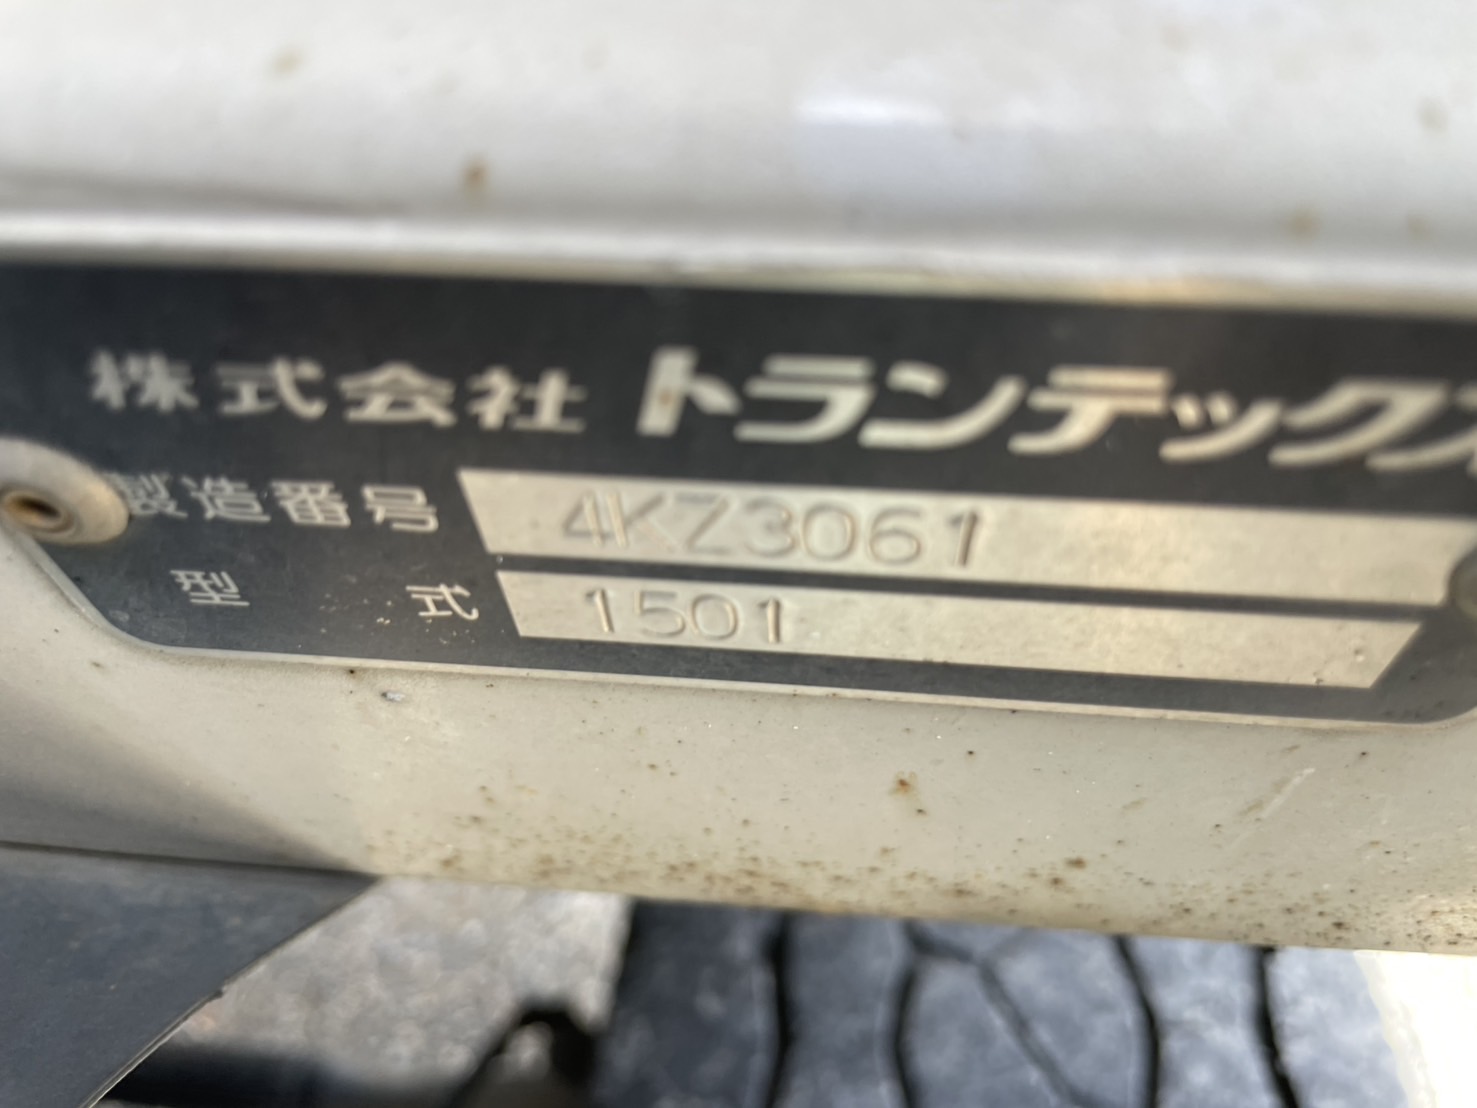 株式会社 トランテックス
製造番号 4KZ3061
型式 1501